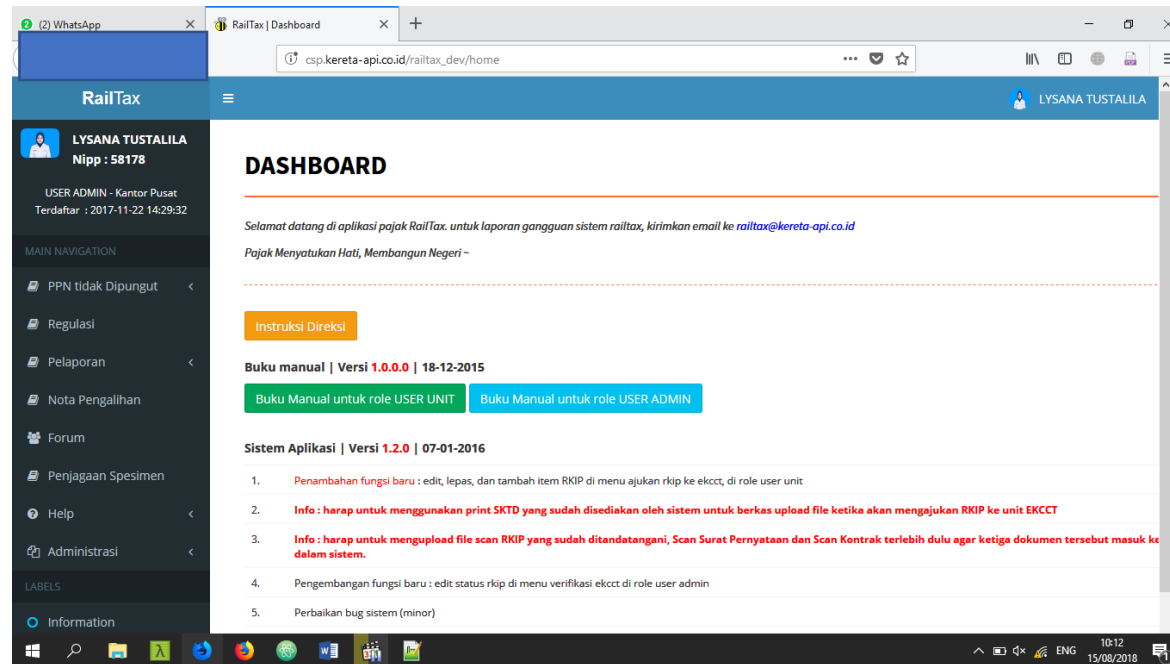 (2) WhatsApp
RailTax | Dashboard
csp.kereta-api.co.id/railtax_dev/home
RailTax
LYSANA TUSTALILA
LYSANA TUSTALILA
Nipp : 58178
USER ADMIN - Kantor Pusat
Terdaftar : 2017-11-22 14:29:32
MAIN NAVIGATION
PPN tidak Dipungut
Regulasi
Pelaporan
Nota Pengalihan
Forum
Penjagaan Spesimen
Help
Administrasi
LABELS
Information
DASHBOARD
Selamat datang di aplikasi pajak RailTax. untuk laporan gangguan sistem railtax, kirimkan email ke railtax@kereta-api.co.id
Pajak Menyatukan Hati, Membangun Negeri ~
Instruksi Direksi
Buku manual | Versi 1.0.0.0 | 18-12-2015
Buku Manual untuk role USER UNIT
Buku Manual untuk role USER ADMIN
Sistem Aplikasi | Versi 1.2.0 | 07-01-2016
1. Penambahan fungsi baru : edit, lepas, dan tambah item RKIP di menu ajukan rkip ke ekcct, di role user unit
2. Info : harap untuk menggunakan print SKTD yang sudah disediakan oleh sistem untuk berkas upload file ketika akan mengajukan RKIP ke unit EKCCT
3. Info : harap untuk mengupload file scan RKIP yang sudah ditandatangani, Scan Surat Pernyataan dan Scan Kontrak terlebih dulu agar ketiga dokumen tersebut masuk ke
dalam sistem.
4. Pengembangan fungsi baru : edit status rkip di menu verifikasi ekcct di role user admin
5. Perbaikan bug sistem (minor)
ENG
10:12
15/08/2018